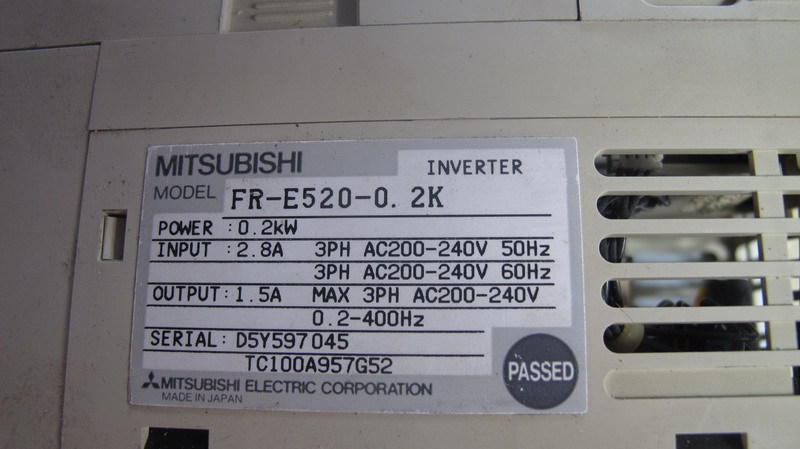 MITSUBISHI INVERTER
MODEL FR-E520-0.2K
POWER : 0.2kW
INPUT : 2.8A 3PH AC200-240V 50Hz
3PH AC200-240V 60Hz
OUTPUT: 1.5A MAX 3PH AC200-240V
0.2-400Hz
SERIAL: D5Y597045
TC100A957G52
PASSED
MITSUBISHI ELECTRIC CORPORATION
MADE IN JAPAN